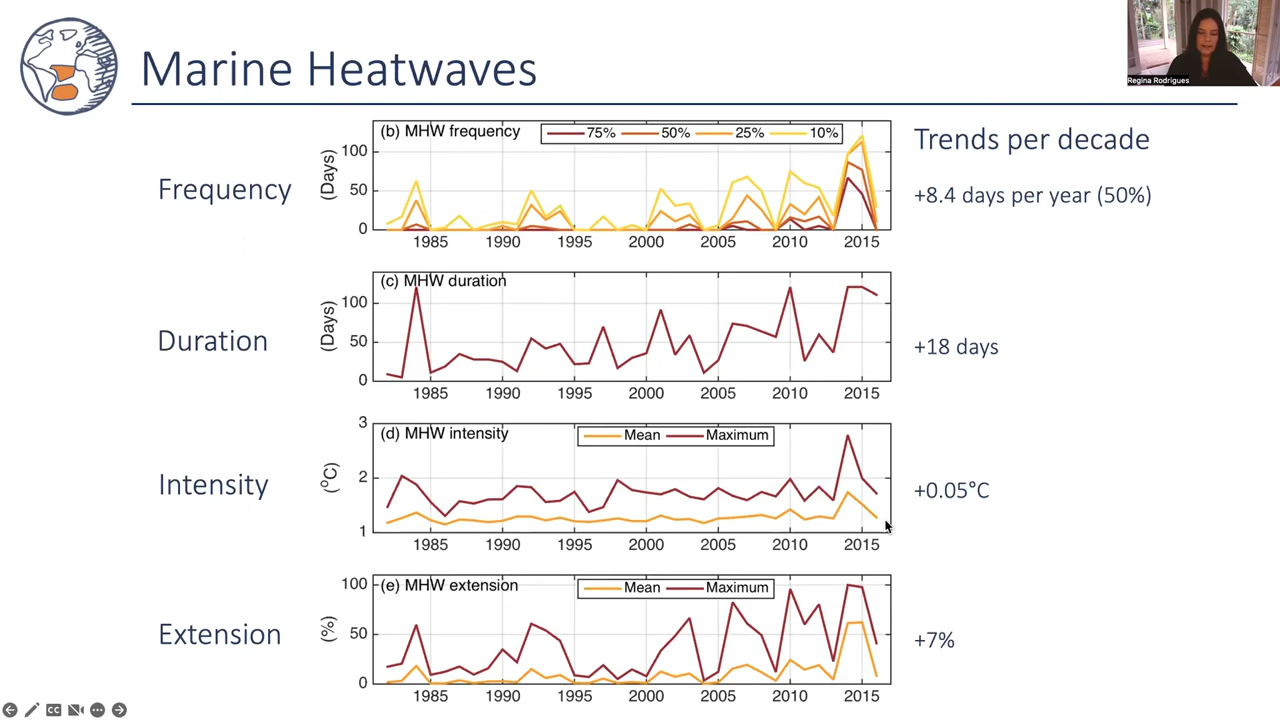 Marine Heatwaves
Regina Rodrigues
Frequency
(b) MHW frequency
75% 50% 25% 10%
(Days)
100
50
0
1985 1990 1995 2000 2005 2010 2015
Trends per decade
+8.4 days per year (50%)
Duration
(c) MHW duration
(Days)
100
50
0
1985 1990 1995 2000 2005 2010 2015
+18 days
Intensity
(d) MHW intensity
Mean Maximum
(°C)
3
2
1
1985 1990 1995 2000 2005 2010 2015
+0.05°C
Extension
(e) MHW extension
Mean Maximum
(%)
100
50
0
1985 1990 1995 2000 2005 2010 2015
+7%
CC